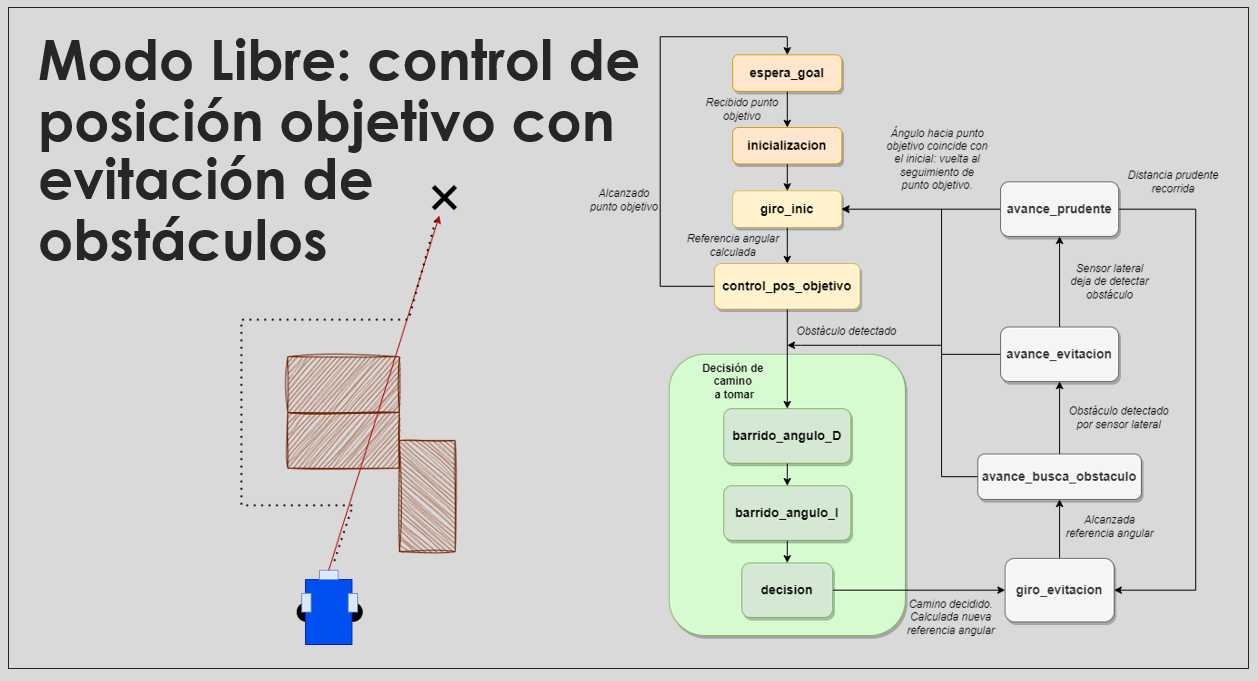 Modo Libre: control de
posición objetivo con
evitación de
obstáculos
espera_goal
Recibido punto
objetivo
inicializacion
giro_inic
Referencia angular
calculada
control_pos_objetivo
Alcanzado
punto objetivo
Obstáculo detectado
Decisión de
camino
a tomar
barrido_angulo_D
barrido_angulo_I
decision
Camino decidido.
Calculada nueva
referencia angular
giro_evitacion
Alcanzada
referencia angular
avance_busca_obstaculo
Obstáculo detectado
por sensor lateral
avance_evitacion
Sensor lateral
deja de detectar
obstáculo
avance_prudente
Ángulo hacia punto
objetivo coincide con
el inicial: vuelta al
seguimiento de
punto objetivo.
Distancia prudente
recorrida